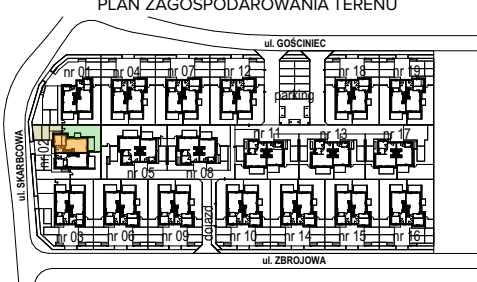 PLAN ZAGOSPODAROWANIA TERENU
ul. GOŚCINIEC
nr 01 nr 04 nr 07 nr 12 nr 18 nr 19
parking
ul. SKARBCOWA
nr 02 nr 05 nr 08 nr 11 nr 13 nr 17
nr 03 nr 06 nr 09 dojazd nr 10 nr 14 nr 15 nr 16
ul. ZBROJOWA